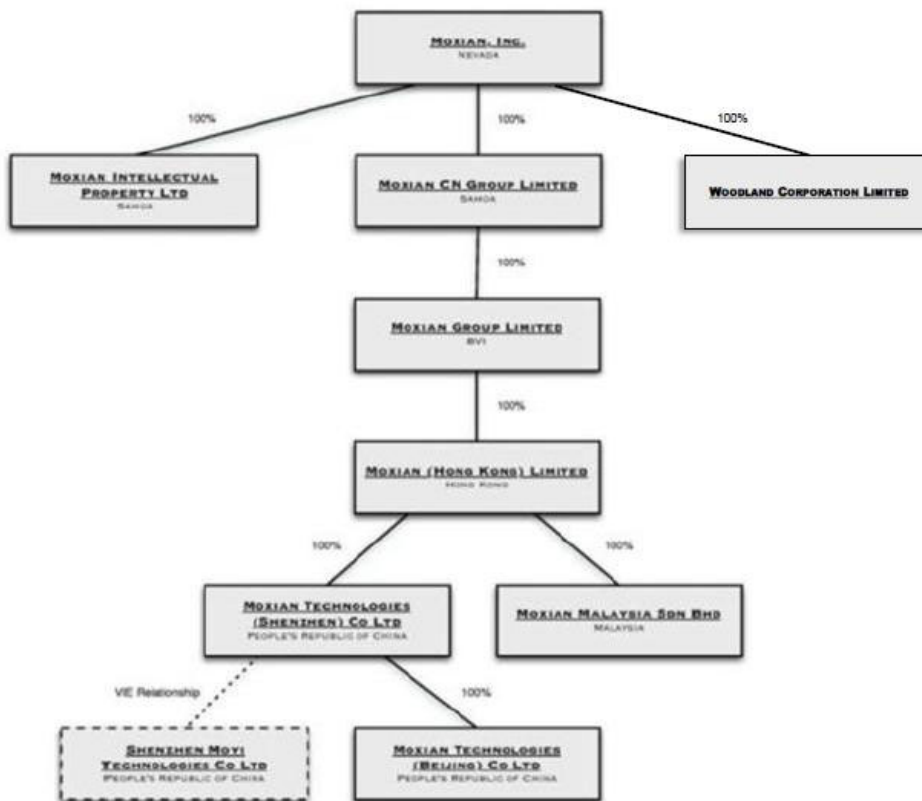 MOXIAN, INC.
NEVADA
100%
100%
100%
MOXIAN INTELLECTUAL
PROPERTY LTD
SAMOA
MOXIAN CN GROUP LIMITED
SAMOA
WOODLAND CORPORATION LIMITED
100%
MOXIAN GROUP LIMITED
BVI
100%
MOXIAN (HONG KONG) LIMITED
HONG KONG
100%
100%
MOXIAN TECHNOLOGIES
(SHENZHEN) CO LTD
PEOPLE'S REPUBLIC OF CHINA
MOXIAN MALAYSIA SDN BHD
MALAYSIA
VIE Relationship
100%
SHENZHEN MOYI
TECHNOLOGIES CO LTD
PEOPLE'S REPUBLIC OF CHINA
MOXIAN TECHNOLOGIES
(BEIJING) CO LTD
PEOPLE'S REPUBLIC OF CHINA